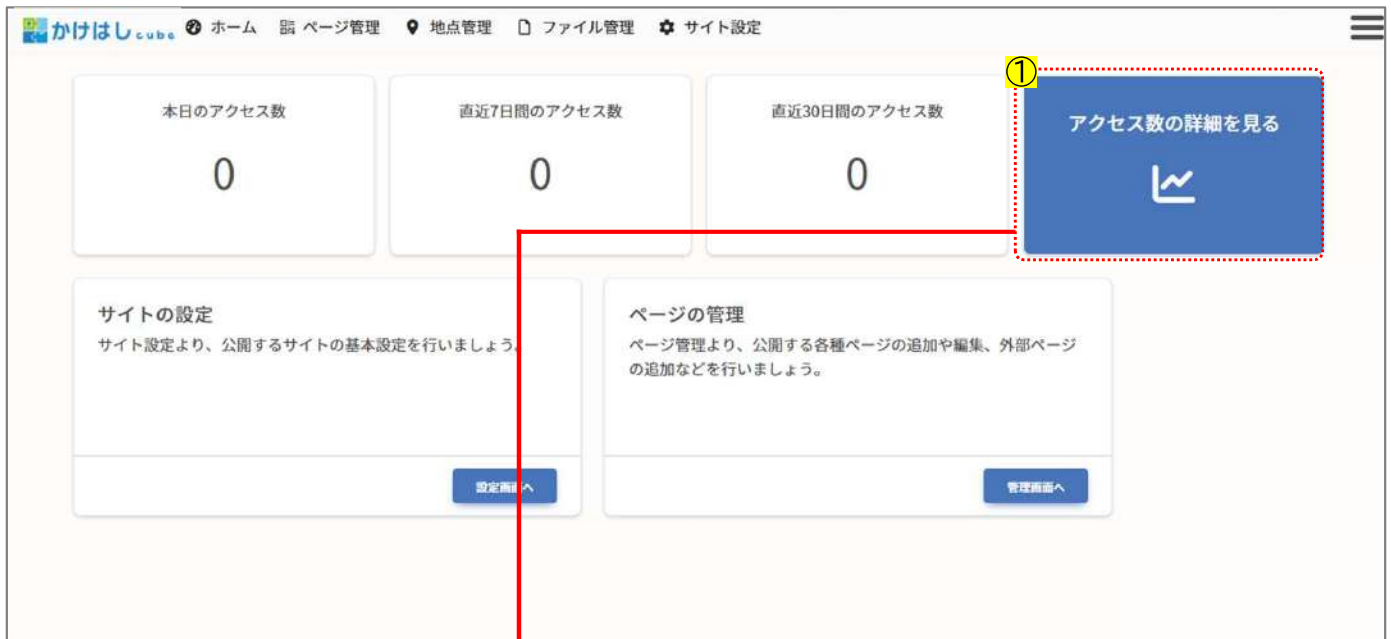 かけはしcube ホーム ページ管理 地点管理 ファイル管理 サイト設定
①
本日のアクセス数 直近7日間のアクセス数 直近30日間のアクセス数 アクセス数の詳細を見る
0 0 0
サイトの設定
サイト設定より、公開するサイトの基本設定を行いましょう。
設定画面へ
ページの管理
ページ管理より、公開する各種ページの追加や編集、外部ページ
の追加などを行いましょう。
管理画面へ